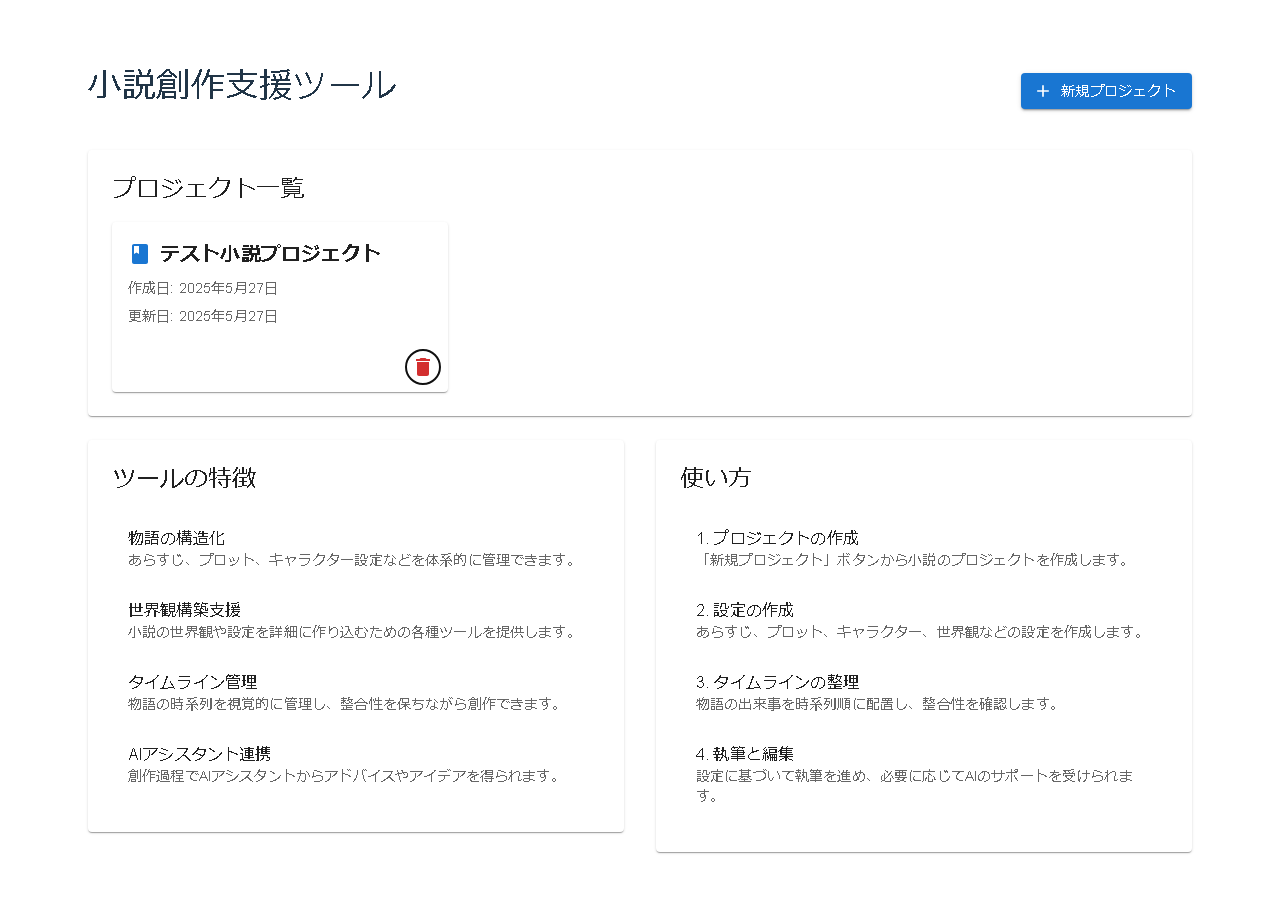 小説創作支援ツール
新規プロジェクト
プロジェクト一覧
テスト小説プロジェクト
作成日: 2025年5月27日
更新日: 2025年5月27日
ツールの特徴
物語の構造化
あらすじ、プロット、キャラクター設定などを体系的に管理できます。
世界観構築支援
小説の世界観や設定を詳細に作り込むための各種ツールを提供します。
タイムライン管理
物語の時系列を視覚的に管理し、整合性を保ちながら創作できます。
AIアシスタント連携
創作過程でAIアシスタントからアドバイスやアイデアを得られます。
使い方
1. プロジェクトの作成
「新規プロジェクト」ボタンから小説のプロジェクトを作成します。
2. 設定の作成
あらすじ、プロット、キャラクター、世界観などの設定を作成します。
3. タイムラインの整理
物語の出来事を時系列順に配置し、整合性を確認します。
4. 執筆と編集
設定に基づいて執筆を進め、必要に応じてAIのサポートを受けられま
す。